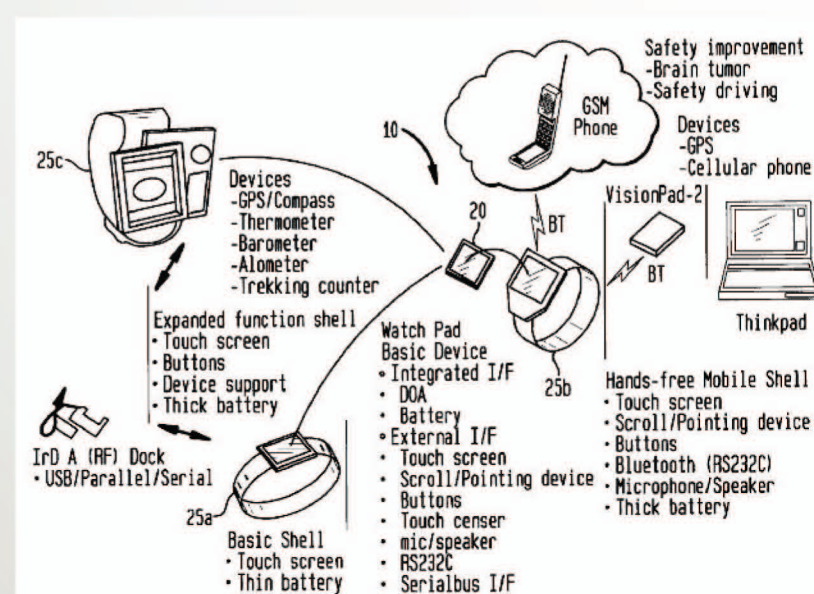 Safety improvement
-Brain tumor
-Safety driving
GSM
Phone
10
Devices
-GPS
-Cellular phone
25c
Devices
-GPS/Compass
-Thermometer
-Barometer
-Alometer
-Trekking counter
20
BT
VisionPad-2
BT
Thinkpad
Expanded function shell
· Touch screen
· Buttons
· Device support
· Thick battery
Watch Pad
Basic Device
∘ Integrated I/F
· DOA
· Battery
∘ External I/F
· Touch screen
· Scroll/Pointing device
· Buttons
· Touch censer
· mic/speaker
· RS232C
· Serialbus I/F
25b
Hands-free Mobile Shell
· Touch screen
· Scroll/Pointing device
· Buttons
· Bluetooth (RS232C)
· Microphone/Speaker
· Thick battery
IrD A (RF) Dock
· USB/Parallel/Serial
25a
Basic Shell
· Touch screen
· Thin battery